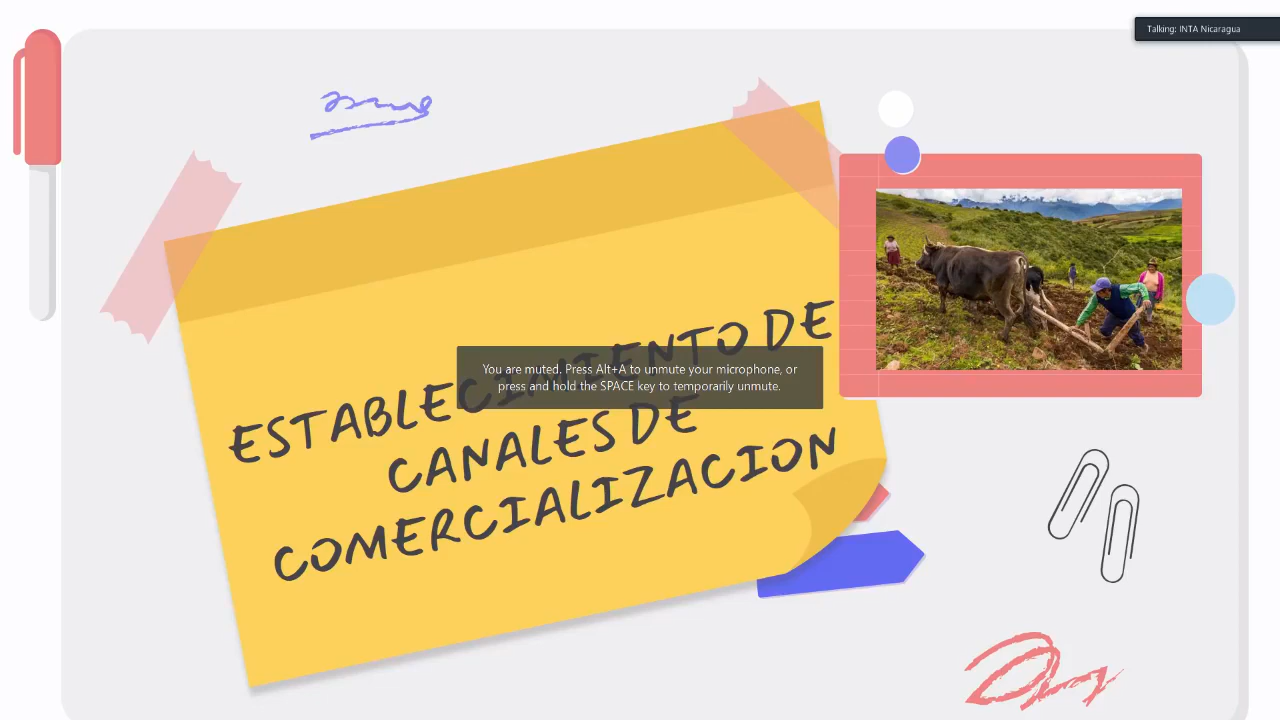 Talking: INTA Nicaragua
ESTABLECIMIENTO DE
CANALES DE
COMERCIALIZACION
You are muted. Press Alt+A to unmute your microphone, or
press and hold the SPACE key to temporarily unmute.